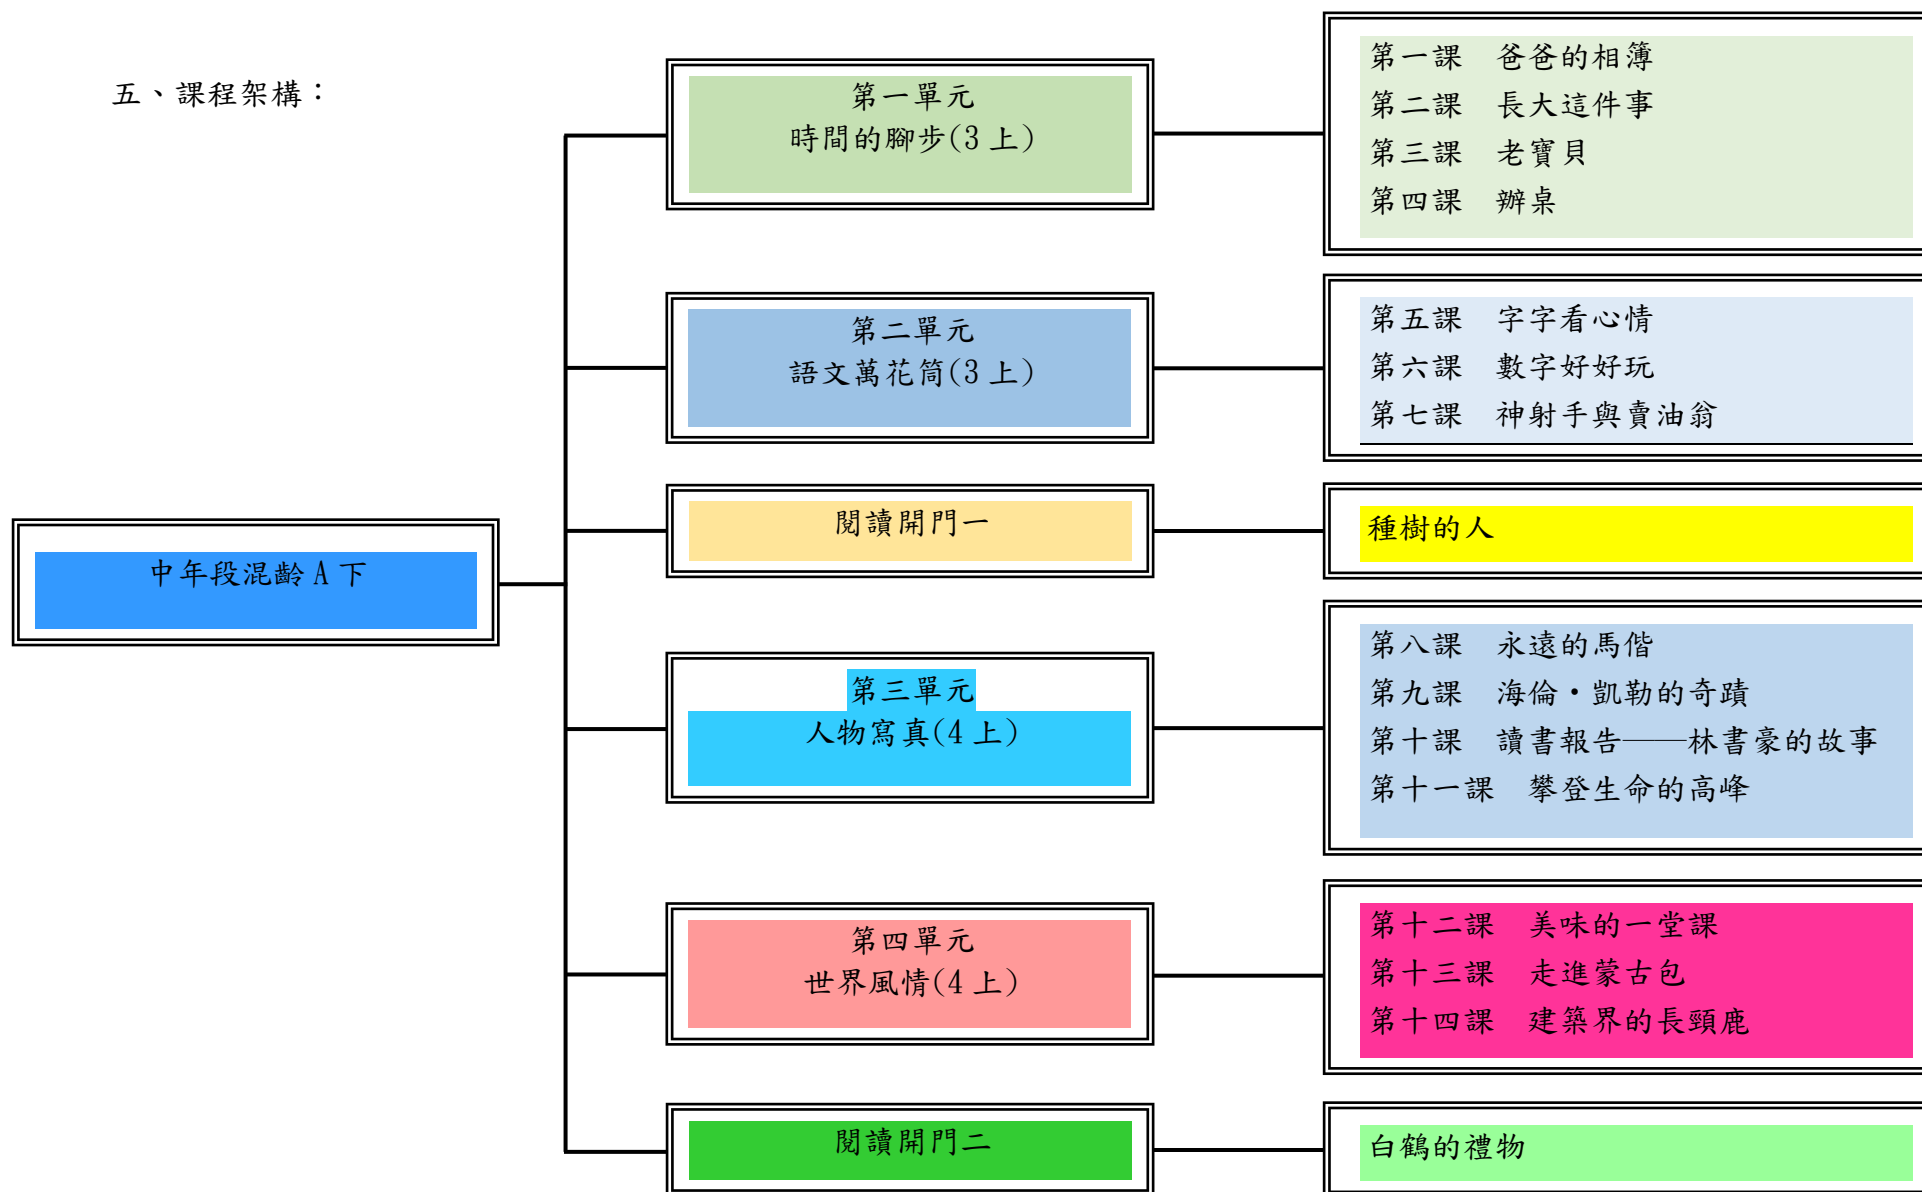 五、課程架構：
中年段混齡 A 下
第一單元
時間的腳步(3 上)
第一課　爸爸的相簿
第二課　長大這件事
第三課　老寶貝
第四課　辦桌
第二單元
語文萬花筒(3 上)
第五課　字字看心情
第六課　數字好好玩
第七課　神射手與賣油翁
閱讀開門一
種樹的人
第三單元
人物寫真(4 上)
第八課　永遠的馬偕
第九課　海倫‧凱勒的奇蹟
第十課　讀書報告──林書豪的故事
第十一課　攀登生命的高峰
第四單元
世界風情(4 上)
第十二課　美味的一堂課
第十三課　走進蒙古包
第十四課　建築界的長頸鹿
閱讀開門二
白鶴的禮物